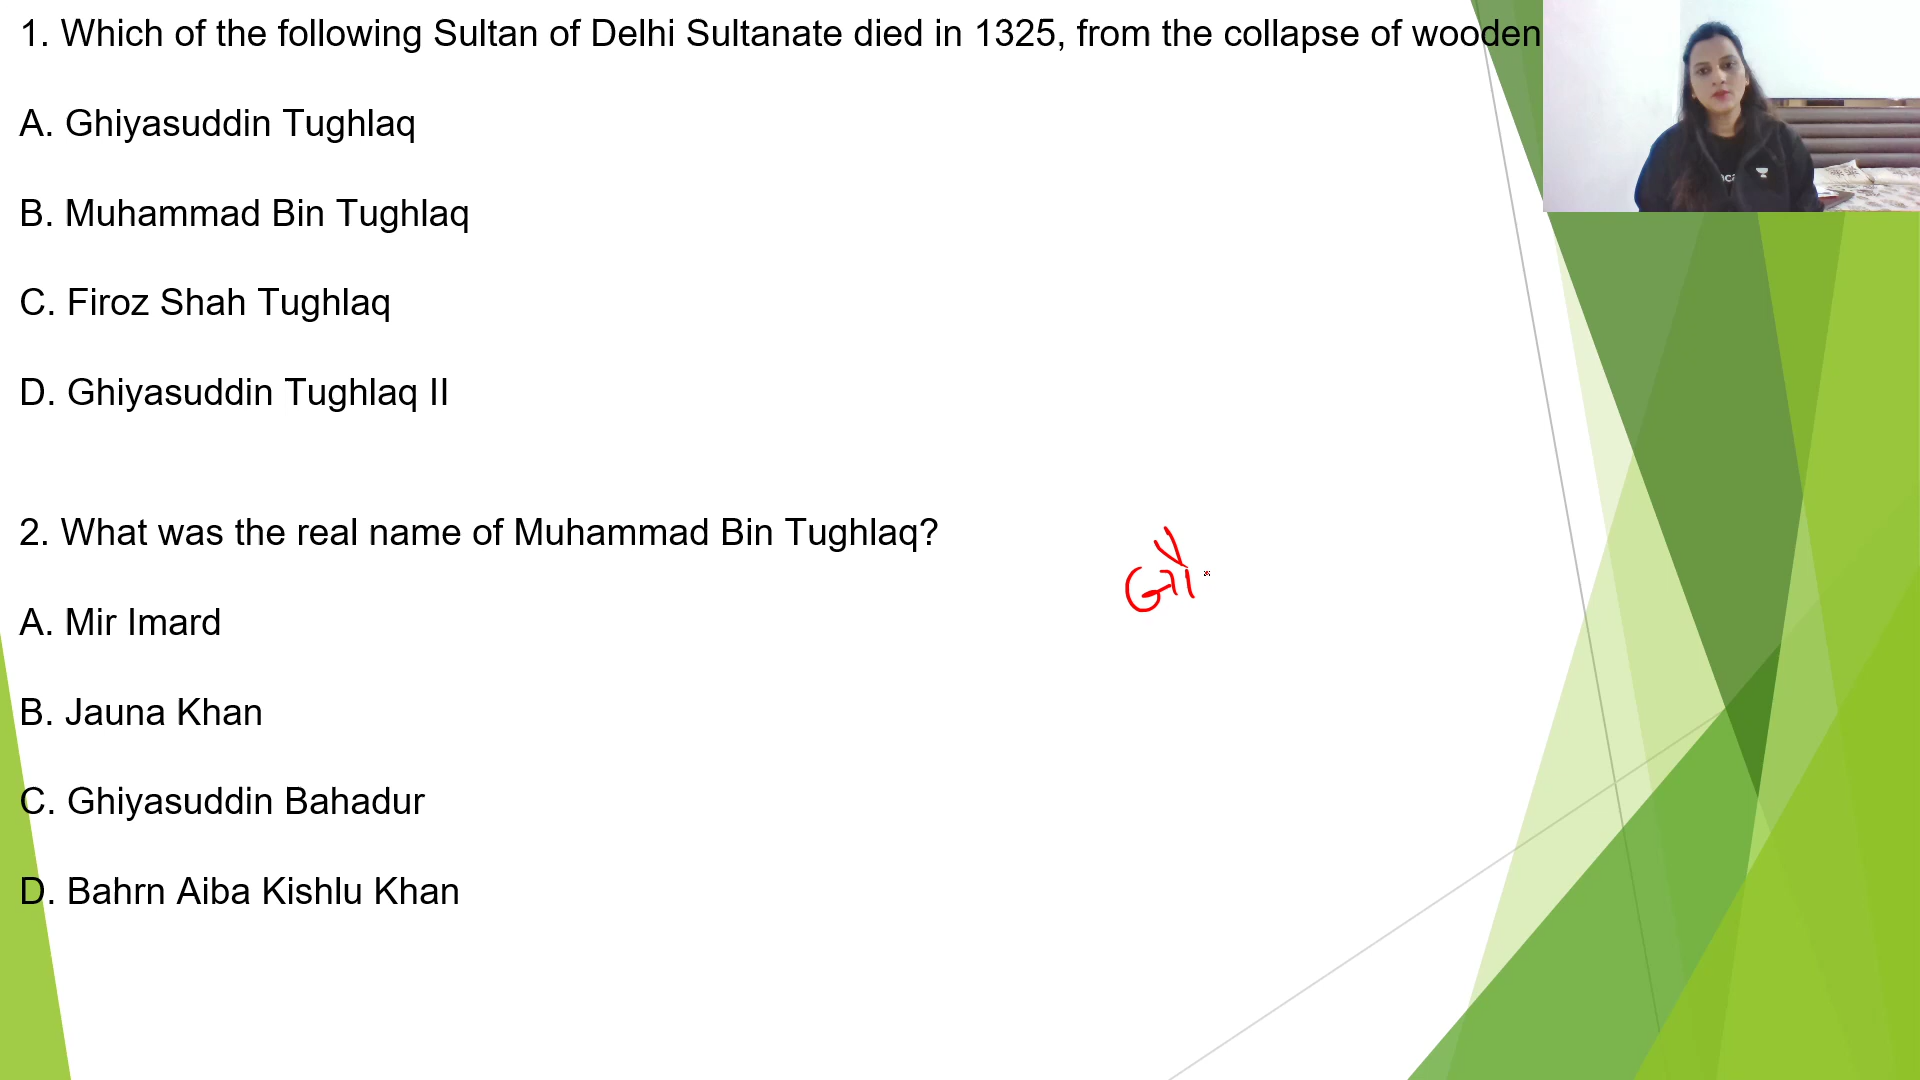 1. Which of the following Sultan of Delhi Sultanate died in 1325, from the collapse of wooden
A. Ghiyasuddin Tughlaq
B. Muhammad Bin Tughlaq
C. Firoz Shah Tughlaq
D. Ghiyasuddin Tughlaq II
2. What was the real name of Muhammad Bin Tughlaq?
A. Mir Imard
B. Jauna Khan
C. Ghiyasuddin Bahadur
D. Bahrn Aiba Kishlu Khan